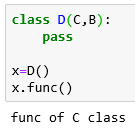 class D(C,B):
    pass

x=D()
x.func()
func of C class